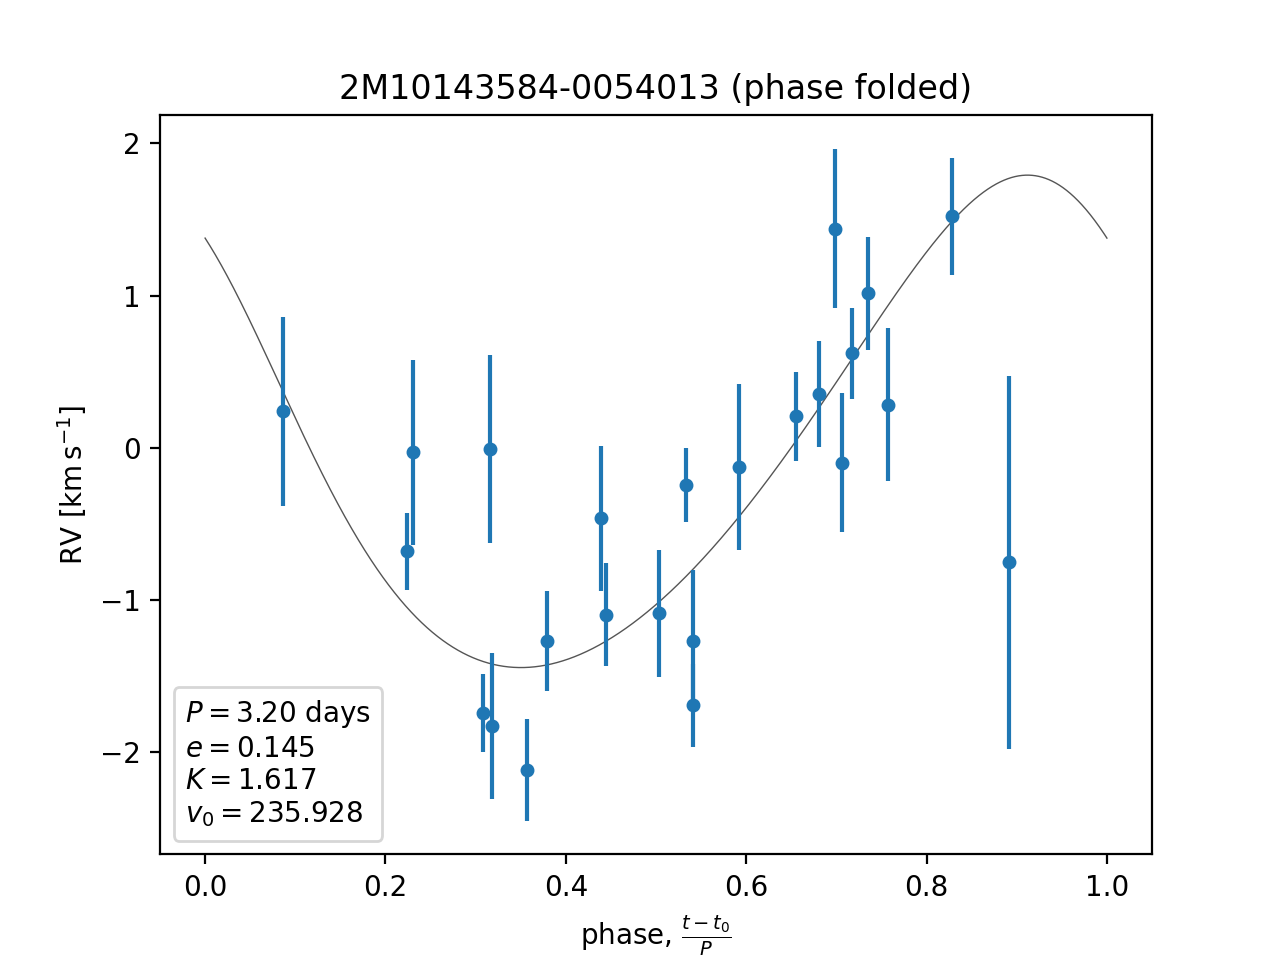 2M10143584-0054013 (phase folded)
2
1
0
−1
−2
RV [km s⁻¹]
P = 3.20 days
e = 0.145
K = 1.617
v₀ = 235.928
0.0 0.2 0.4 0.6 0.8 1.0
phase, (t − t₀)/P